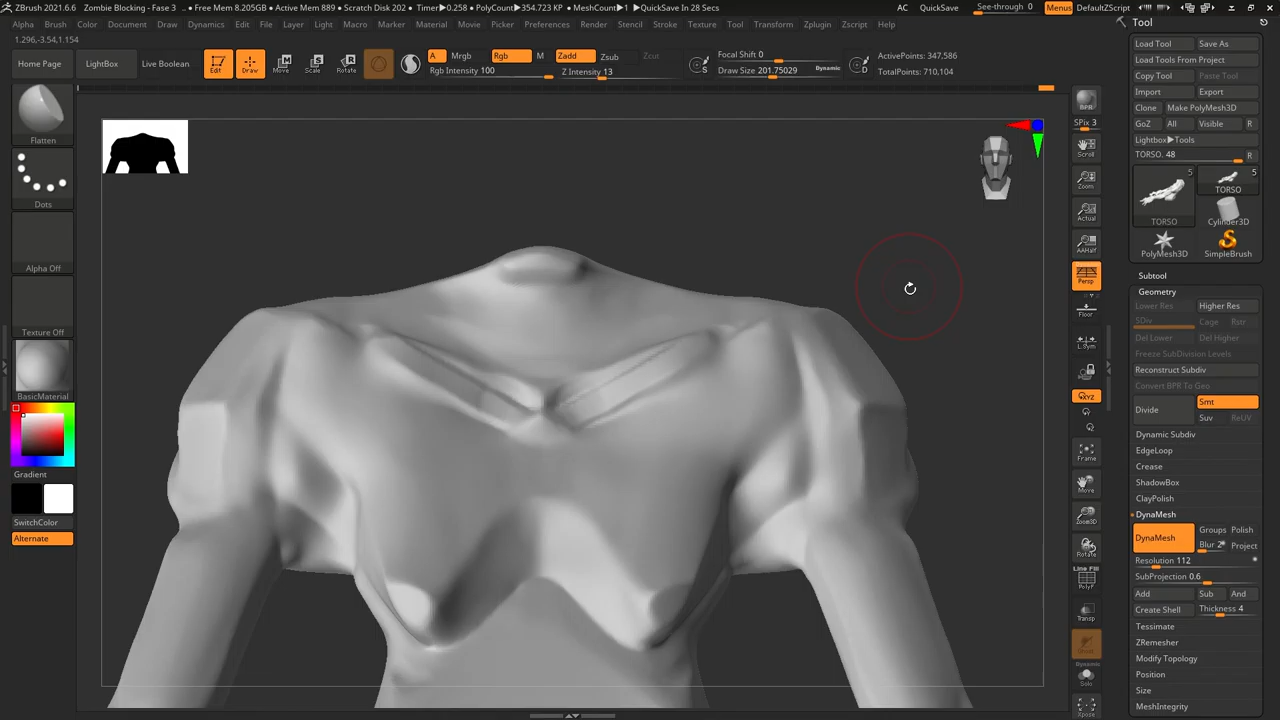 ZBrush 2021.6.6 Zombie Blocking - Fase 3 • Free Mem 8.205GB • Active Mem 889 • Scratch Disk 202 • Timer▶0.258 • PolyCount▶354.723 KP • MeshCount▶1 • QuickSave In 28 Secs AC QuickSave See-through 0 Menus DefaultZScript
Alpha Brush Color Document Draw Dynamics Edit File Layer Light Macro Marker Material Movie Picker Preferences Render Stencil Stroke Texture Tool Transform Zplugin Zscript Help
1.296,-3.54,1.154
Home Page LightBox Live Boolean Edit Draw Move Scale Rotate
A Mrgb Rgb M Zadd Zsub Zcut
Rgb Intensity 100 Z Intensity 13
Focal Shift 0
Draw Size 201.75029 Dynamic
S D
ActivePoints: 347,586
TotalPoints: 710,104
Flatten
Dots
Alpha Off
Texture Off
BasicMaterial
Gradient
SwitchColor
Alternate
BPR
SPix 3
Scroll
Zoom
Actual
AAHalf
Persp
Floor
L.Sym
XYZ
Frame
Move
Zoom3D
Rotate
Line Fill
PolyF
Transp
Dynamic
Solo
Xpose
Tool
Load Tool Save As
Load Tools From Project
Copy Tool Paste Tool
Import Export
Clone Make PolyMesh3D
GoZ All Visible R
Lightbox▶Tools
TORSO. 48 R
5 5
TORSO
TORSO Cylinder3D
PolyMesh3D SimpleBrush
Subtool
Geometry
Lower Res Higher Res
SDiv Cage Rstr
Del Lower Del Higher
Freeze SubDivision Levels
Reconstruct Subdiv
Convert BPR To Geo
Divide Smt
Suv ReUV
Dynamic Subdiv
EdgeLoop
Crease
ShadowBox
ClayPolish
DynaMesh
DynaMesh Groups Polish
Blur 2 Project
Resolution 112
SubProjection 0.6
Add Sub And
Create Shell Thickness 4
Tessimate
ZRemesher
Modify Topology
Position
Size
MeshIntegrity